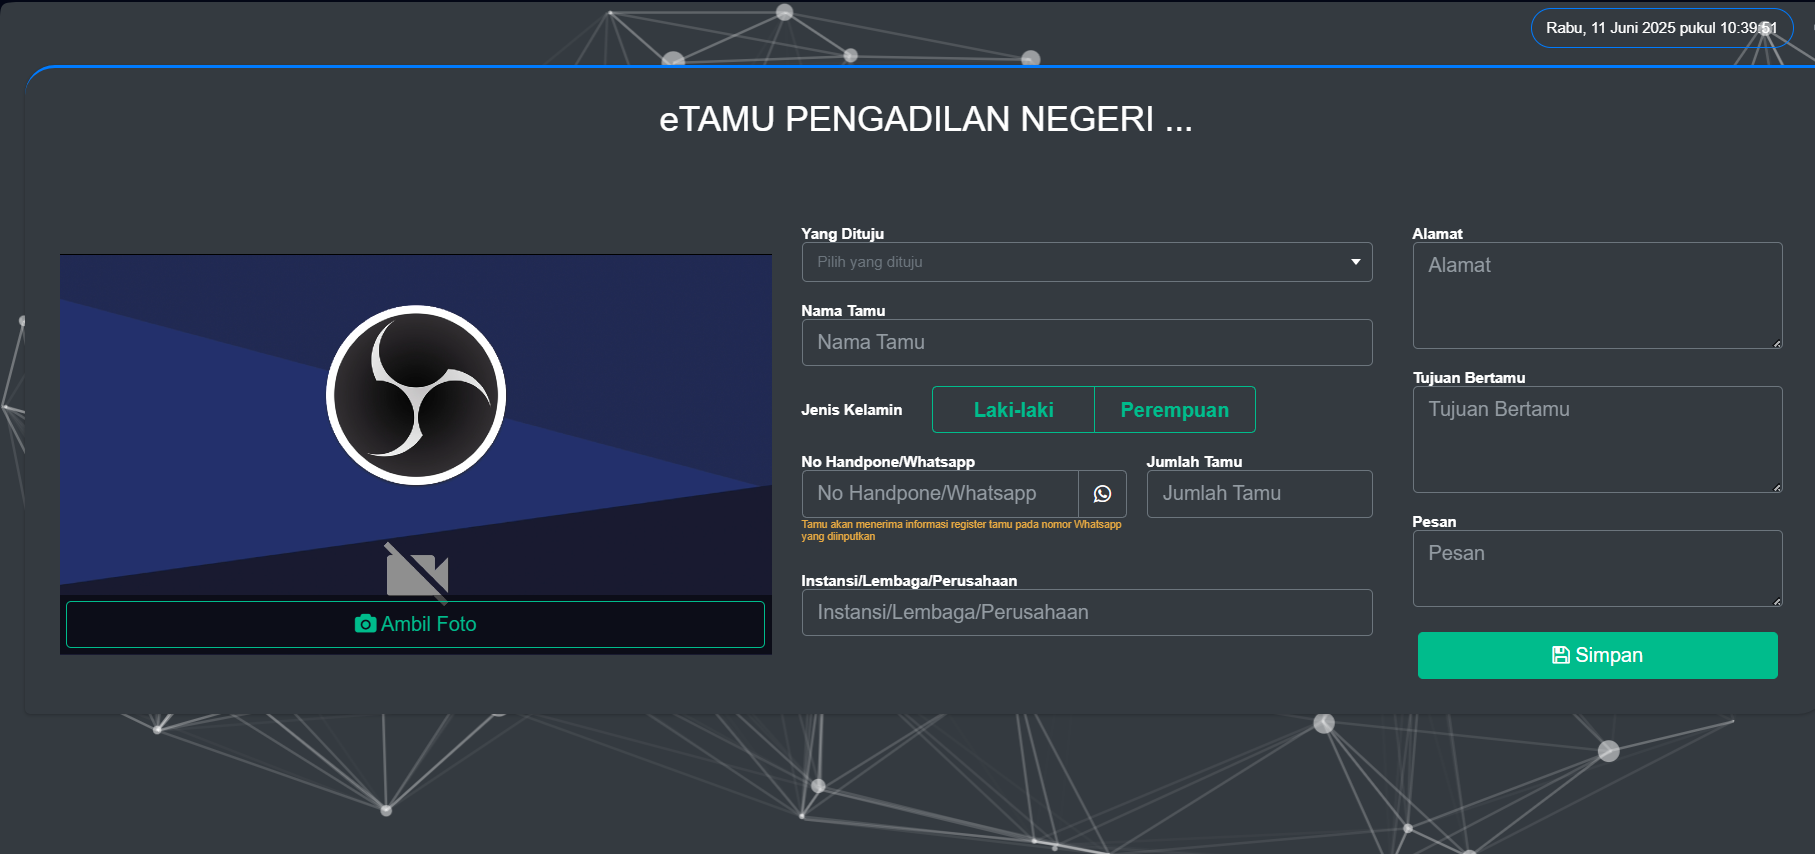 Rabu, 11 Juni 2025 pukul 10:39:51
eTAMU PENGADILAN NEGERI ...
Yang Dituju
Pilih yang dituju
Nama Tamu
Nama Tamu
Jenis Kelamin
Laki-laki
Perempuan
No Handpone/Whatsapp
No Handpone/Whatsapp
Tamu akan menerima informasi register tamu pada nomor Whatsapp
yang diinputkan
Jumlah Tamu
Jumlah Tamu
Instansi/Lembaga/Perusahaan
Instansi/Lembaga/Perusahaan
Alamat
Alamat
Tujuan Bertamu
Tujuan Bertamu
Pesan
Pesan
Ambil Foto
Simpan